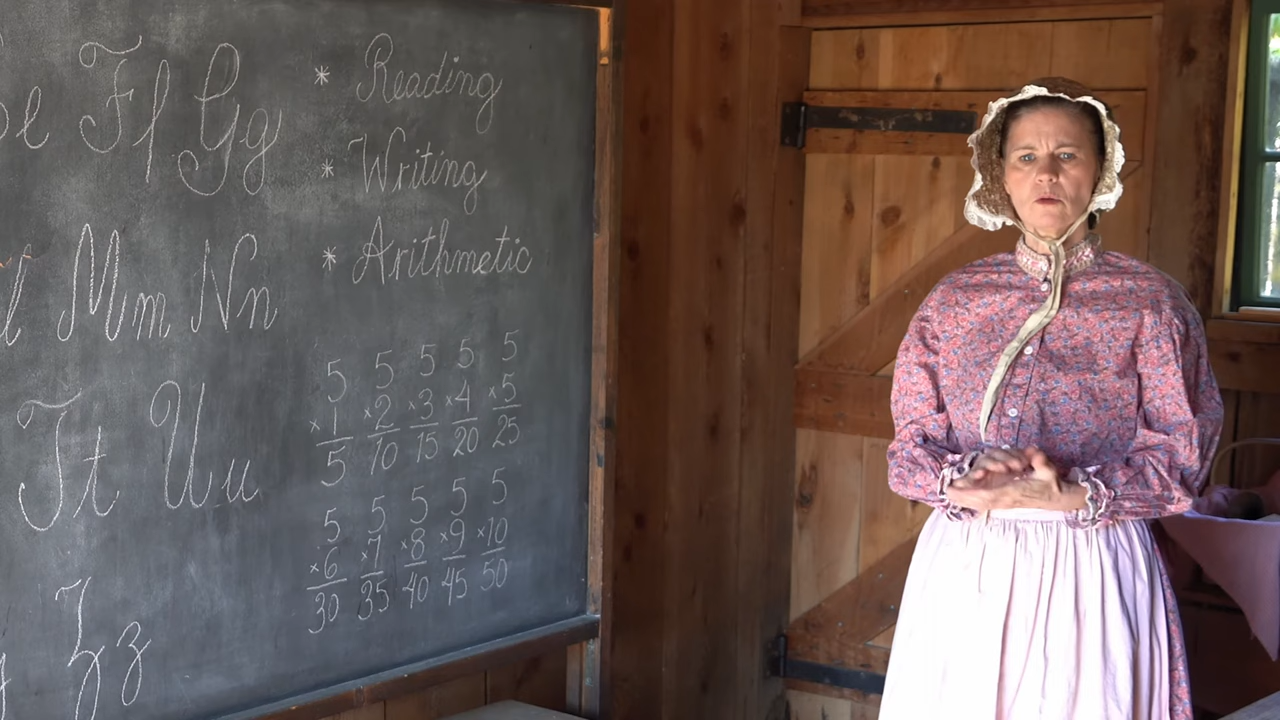 e Ff Gg
Mm Nn
Tt Uu
Zz
* Reading
* Writing
* Arithmetic
5 5 5 5 5
×1 ×2 ×3 ×4 ×5
5 10 15 20 25
5 5 5 5 5
×6 ×7 ×8 ×9 ×10
30 35 40 45 50